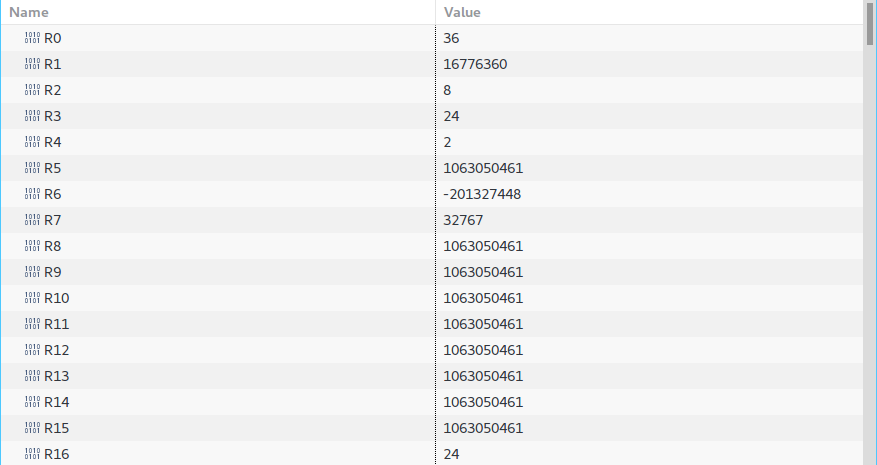 Name Value
1010 0101 R0 36
1010 0101 R1 16776360
1010 0101 R2 8
1010 0101 R3 24
1010 0101 R4 2
1010 0101 R5 1063050461
1010 0101 R6 -201327448
1010 0101 R7 32767
1010 0101 R8 1063050461
1010 0101 R9 1063050461
1010 0101 R10 1063050461
1010 0101 R11 1063050461
1010 0101 R12 1063050461
1010 0101 R13 1063050461
1010 0101 R14 1063050461
1010 0101 R15 1063050461
1010 0101 R16 24